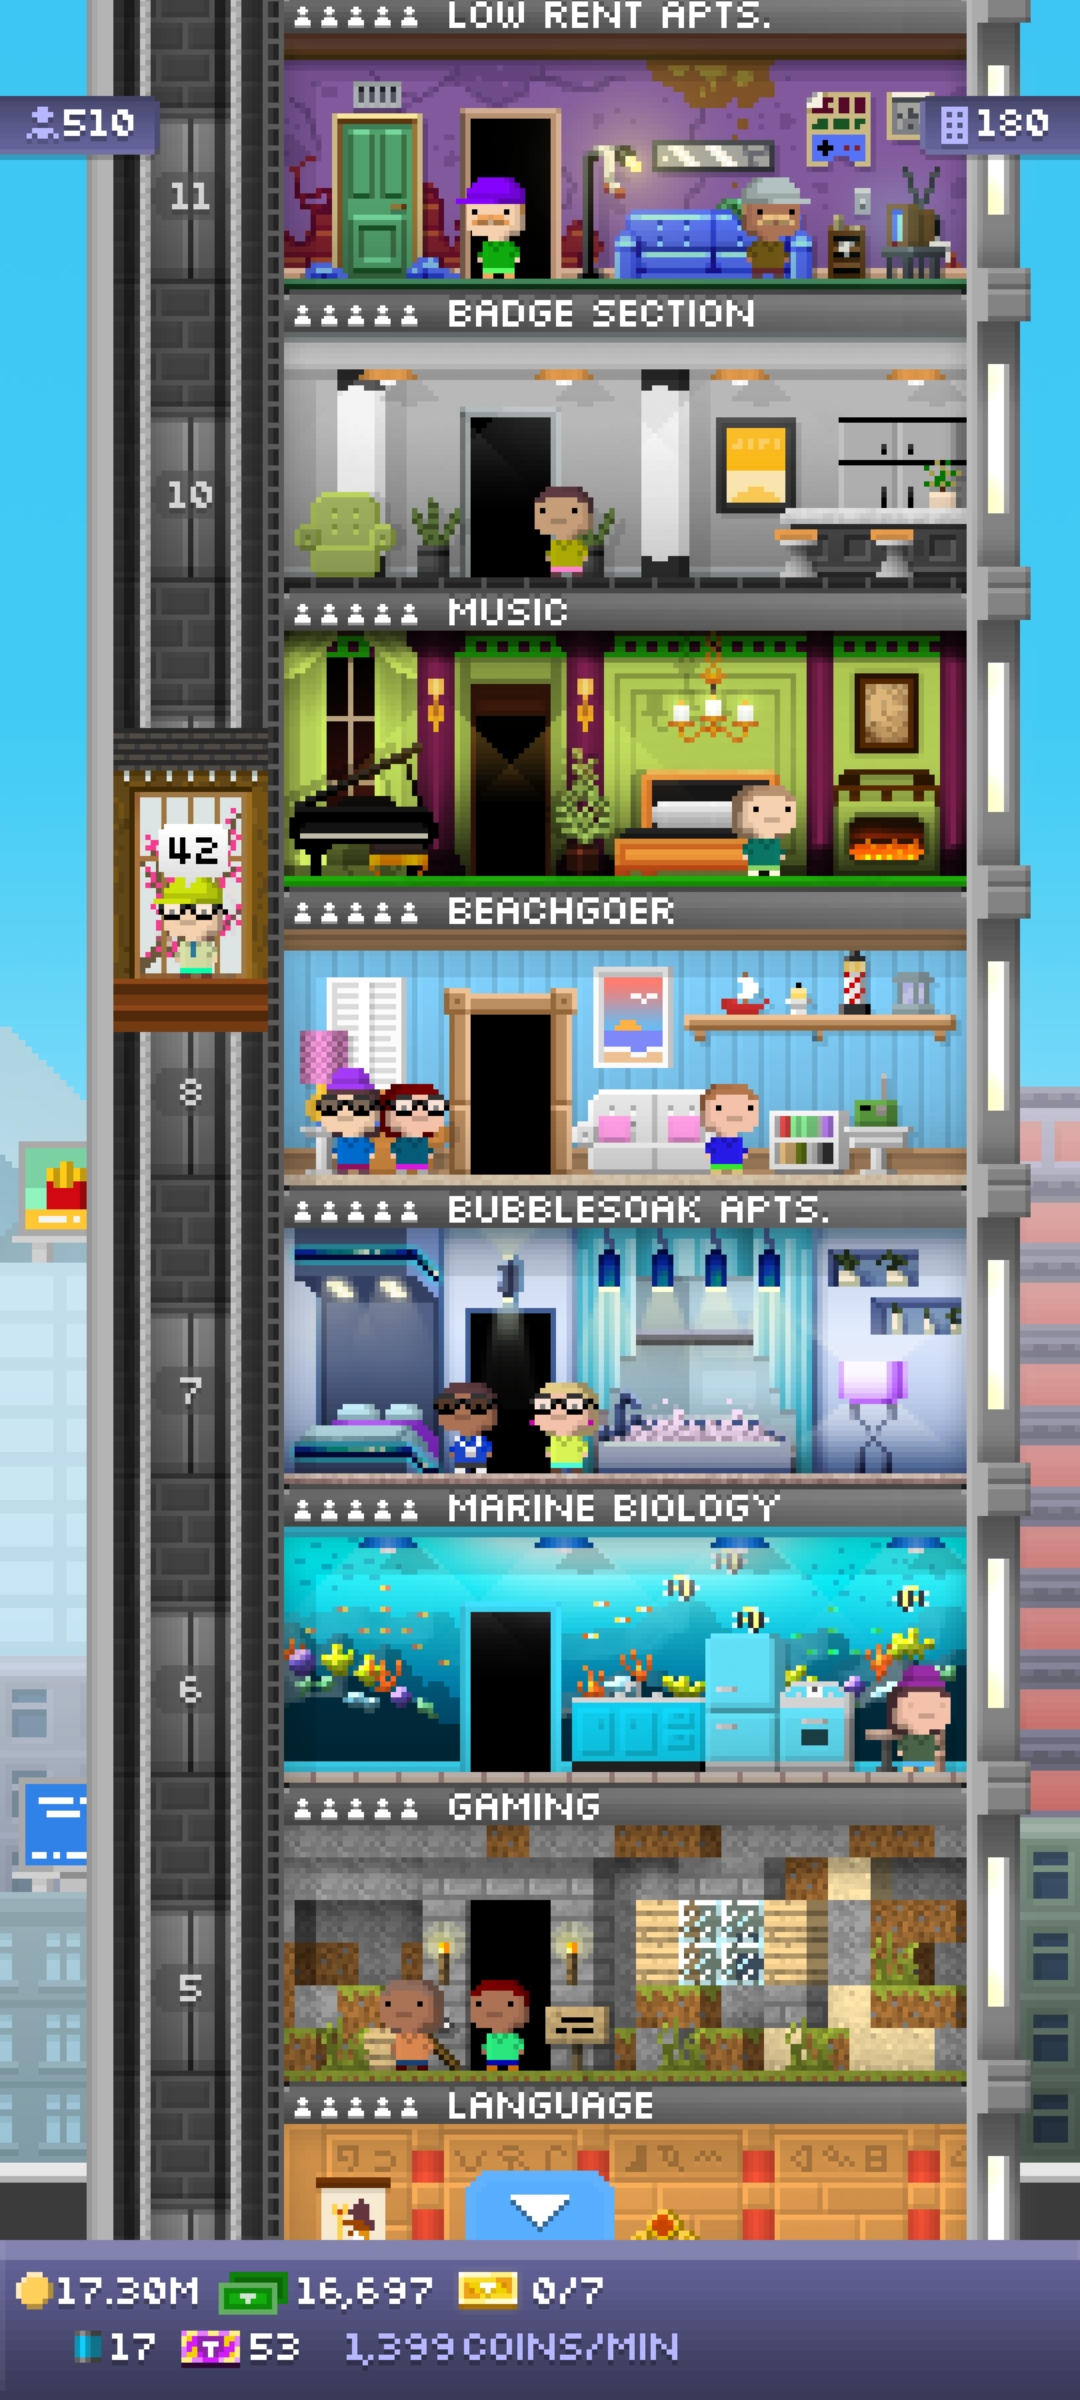 LOW RENT APTS.
510
180
11
BADGE SECTION
10
MUSIC
42
BEACHGOER
8
BUBBLESOAK APTS.
7
MARINE BIOLOGY
6
GAMING
5
LANGUAGE
17.30M 16,697 0/7
17 T 53 1,399 COINS/MIN